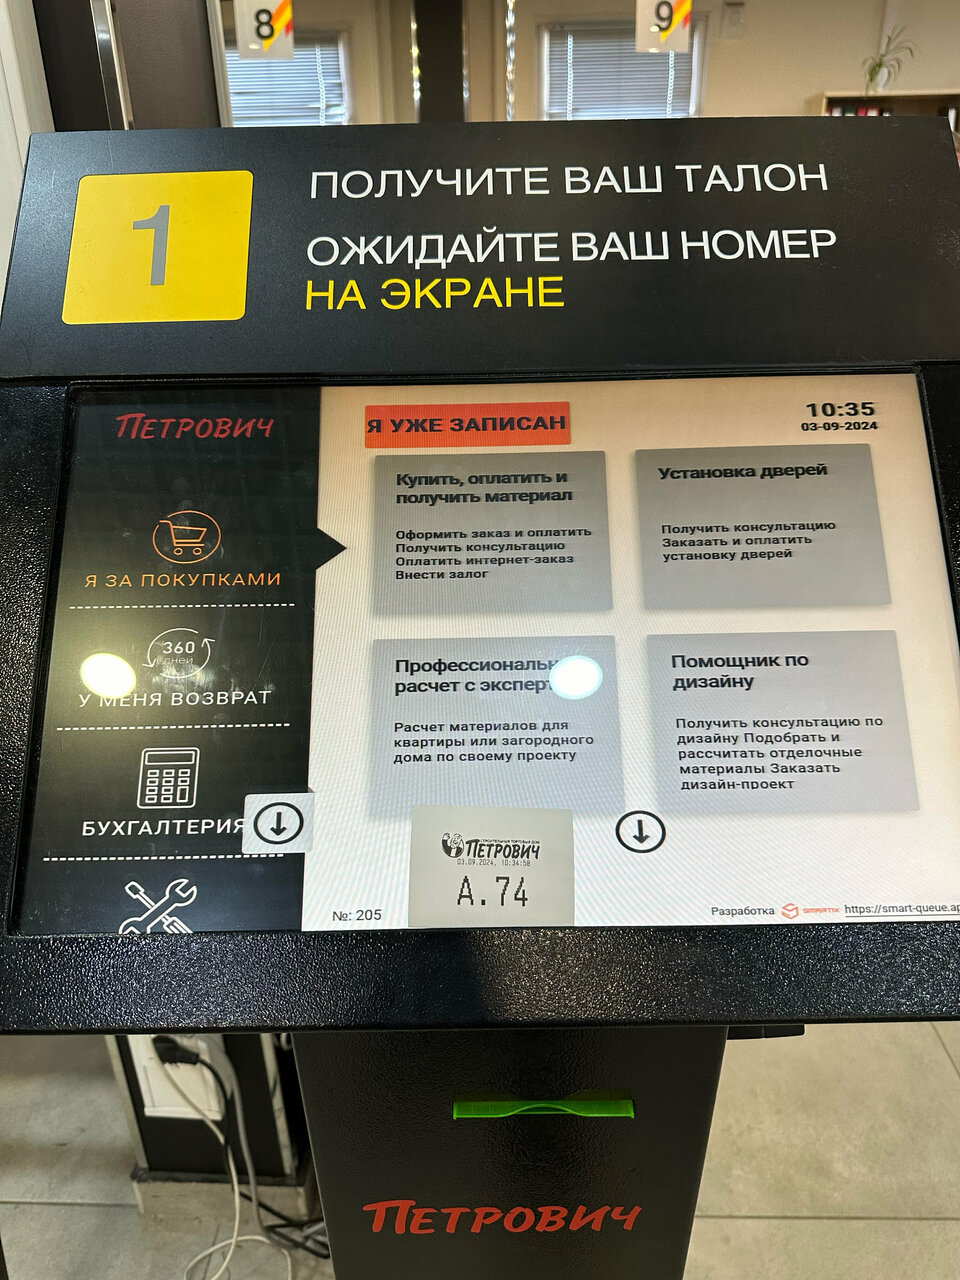 8
9
1
ПОЛУЧИТЕ ВАШ ТАЛОН
ОЖИДАЙТЕ ВАШ НОМЕР
НА ЭКРАНЕ
ПЕТРОВИЧ
Я ЗА ПОКУПКАМИ
360
дней
У МЕНЯ ВОЗВРАТ
БУХГАЛТЕРИЯ
Я УЖЕ ЗАПИСАН
10:35
03-09-2024
Купить, оплатить и
получить материал
Оформить заказ и оплатить
Получить консультацию
Оплатить интернет-заказ
Внести залог
Установка дверей
Получить консультацию
Заказать и оплатить
установку дверей
расчет с
Расчет материалов для
квартиры или загородного
дома по своему проекту
Помощник по
дизайну
Получить консультацию по
дизайну Подобрать и
рассчитать отделочные
материалы Заказать
дизайн-проект
СТРОИТЕЛЬНЫЙ ТОРГОВЫЙ ДОМ
ПЕТРОВИЧ
03.09.2024, 10:34:58
А.74
№: 205
Разработка SMARTIX https://smart-queue.ap
ПЕТРОВИЧ